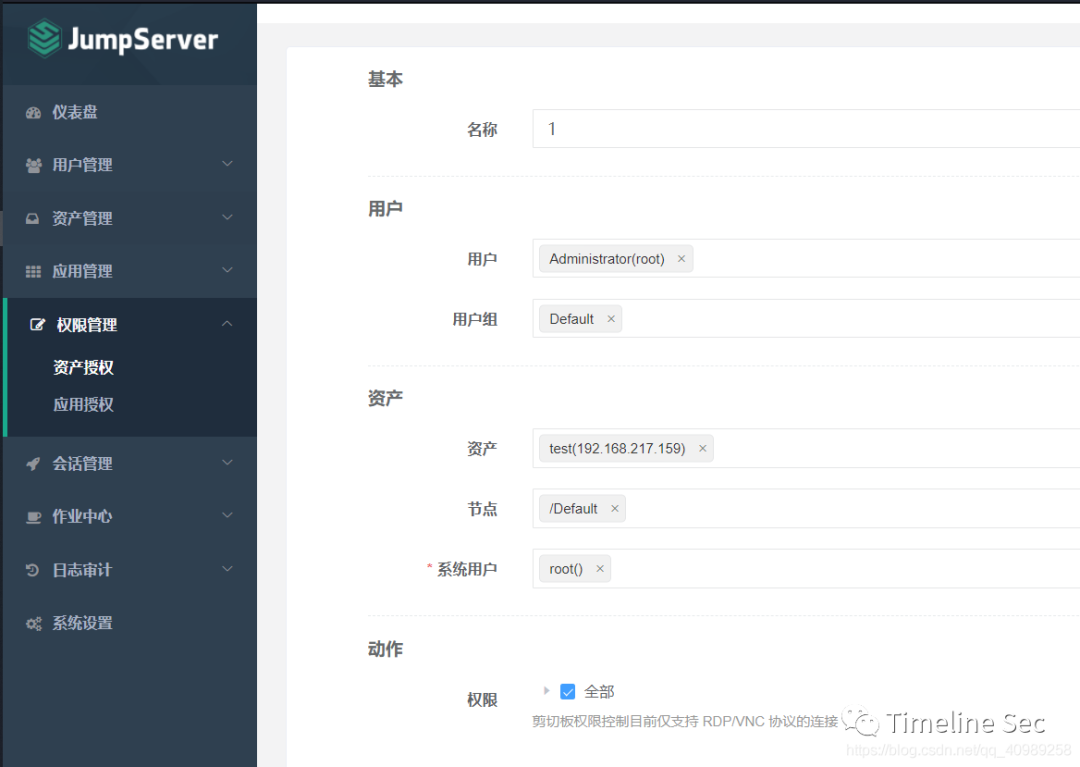 JumpServer
仪表盘
用户管理
资产管理
应用管理
权限管理
资产授权
应用授权
会话管理
作业中心
日志审计
系统设置
基本
名称 1
用户
用户 Administrator(root) ×
用户组 Default ×
资产
资产 test(192.168.217.159) ×
节点 /Default ×
* 系统用户 root() ×
动作
权限 全部
剪切板权限控制目前仅支持 RDP/VNC 协议的连接
Timeline Sec
https://blog.csdn.net/qq_40989258